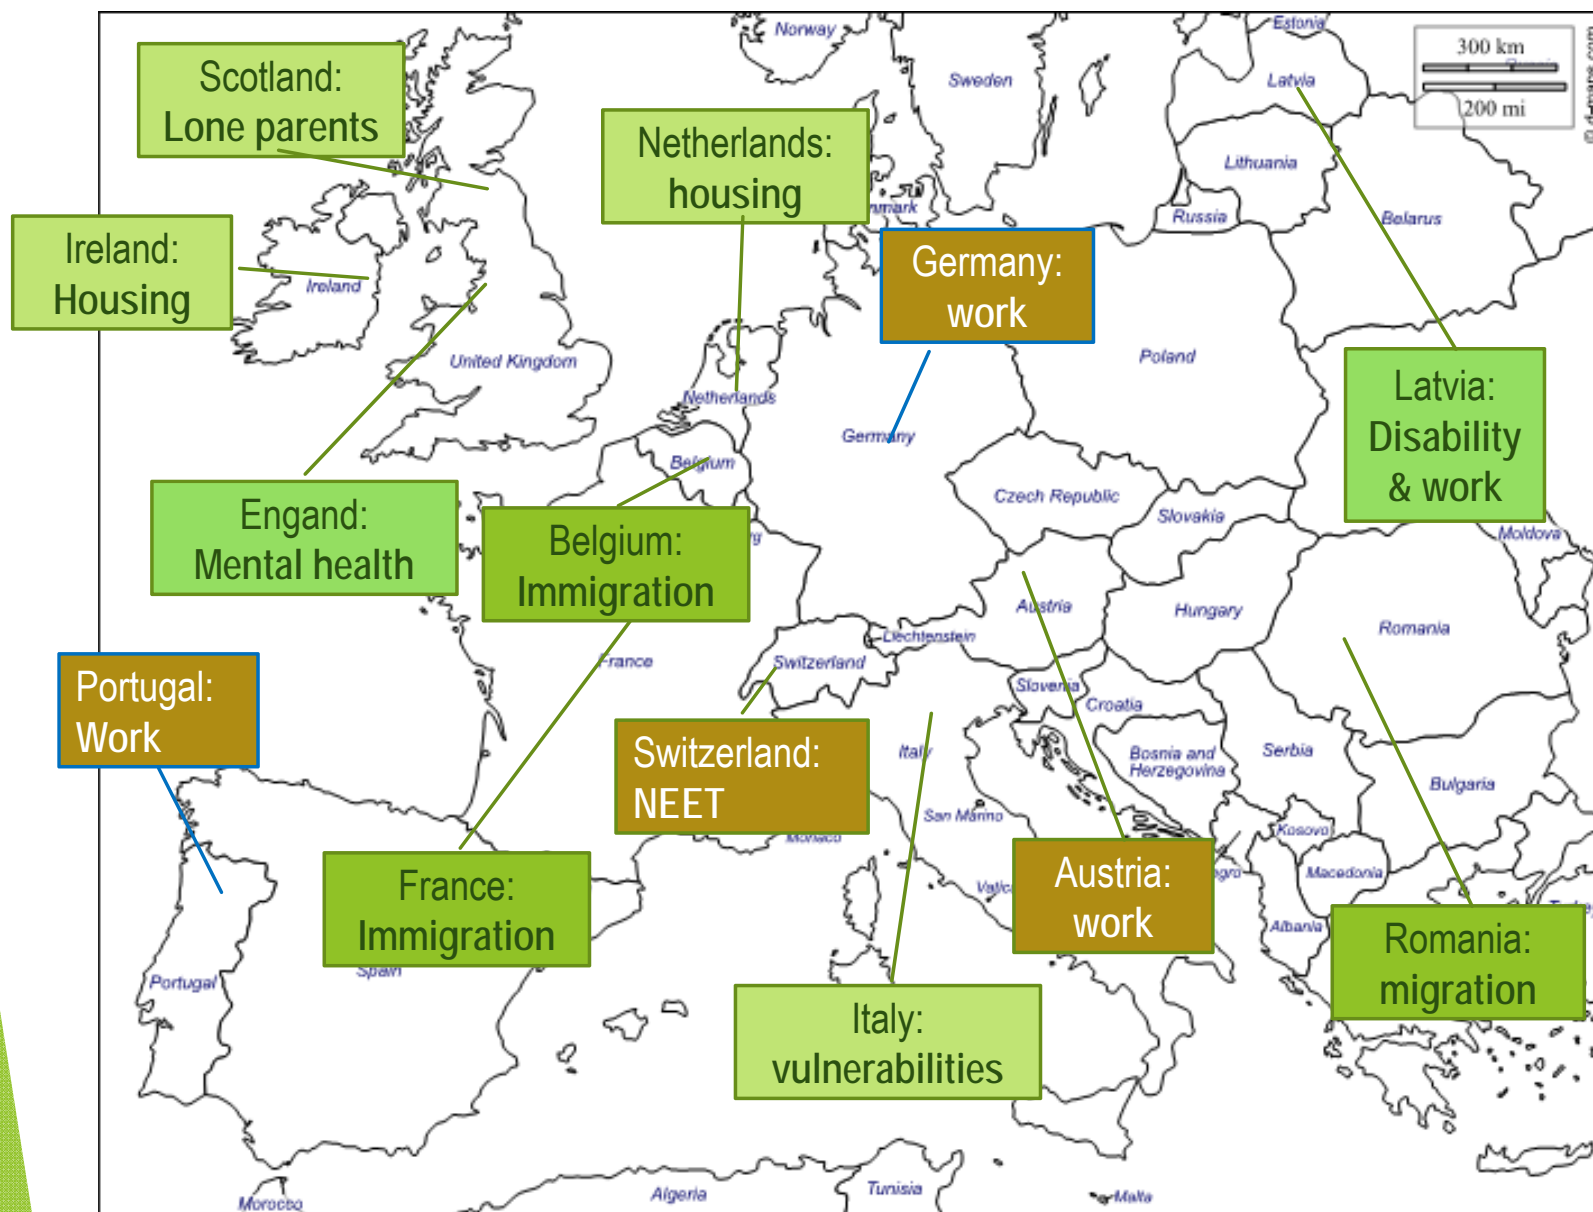 Norway
Estonia
Sweden
300 km
200 mi
Latvia
Scotland:
Lone parents
Netherlands:
housing
Lithuania
Russia
Belarus
Ireland:
Housing
Germany:
work
Ireland
United Kingdom
Poland
Netherlands
Germany
Latvia:
Disability
& work
Belgium
Czech Republic
Slovakia
Engand:
Mental health
Belgium:
Immigration
Moldova
Austria
Hungary
Romania
Liechtenstein
France
Switzerland
Slovenia
Croatia
Portugal:
Work
Switzerland:
NEET
Italy
Bosnia and
Herzegovina
Serbia
Bulgaria
San Marino
Monaco
Kosovo
Macedonia
Albania
France:
Immigration
Austria:
work
Romania:
migration
Spain
Portugal
Italy:
vulnerabilities
Morocco
Algeria
Tunisia
Malta
© d-maps.com